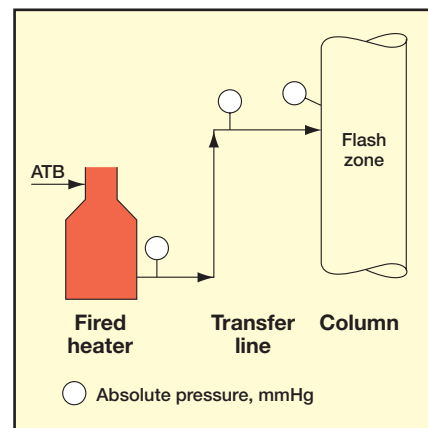 ATB
Flash
zone
Fired
heater
Transfer
line
Column
Absolute pressure, mmHg